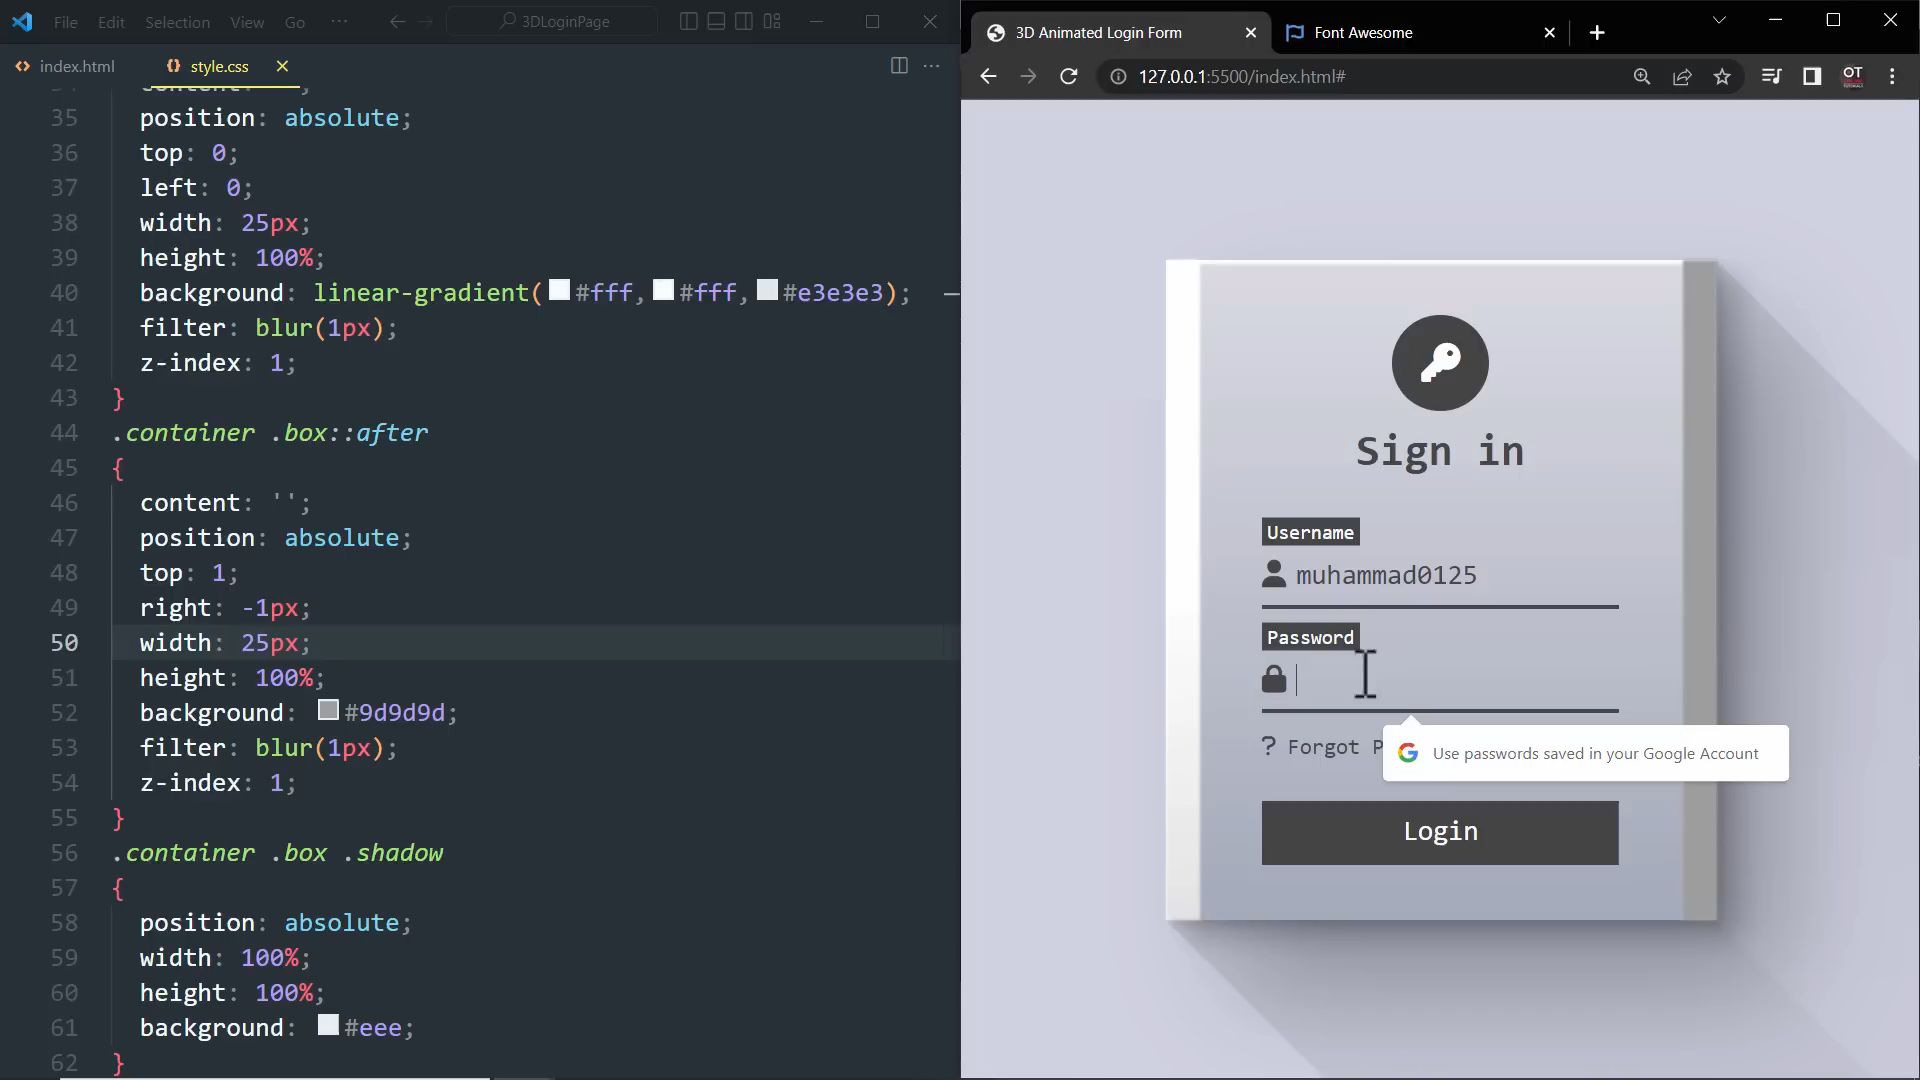 File Edit Selection View Go ··· 3DLoginPage
index.html style.css
35 position: absolute;
36 top: 0;
37 left: 0;
38 width: 25px;
39 height: 100%;
40 background: linear-gradient(#fff,#fff,#e3e3e3);
41 filter: blur(1px);
42 z-index: 1;
43 }
44 .container .box::after
45 {
46 content: '';
47 position: absolute;
48 top: 1;
49 right: -1px;
50 width: 25px;
51 height: 100%;
52 background: #9d9d9d;
53 filter: blur(1px);
54 z-index: 1;
55 }
56 .container .box .shadow
57 {
58 position: absolute;
59 width: 100%;
60 height: 100%;
61 background: #eee;
62 }
3D Animated Login Form Font Awesome
127.0.0.1:5500/index.html#
OT
Sign in
Username
muhammad0125
Password
? Forgot P
Use passwords saved in your Google Account
Login